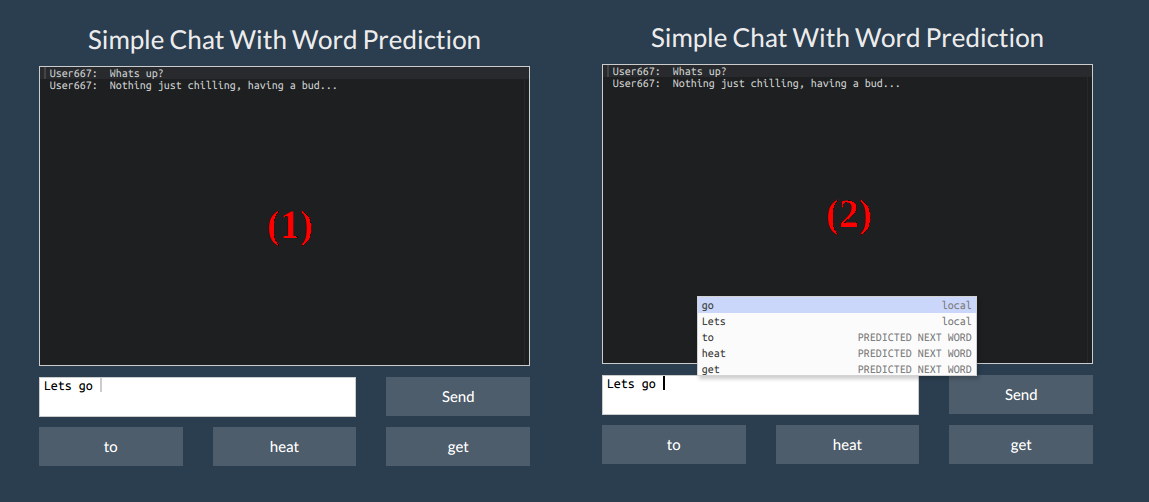 Simple Chat With Word Prediction
User667:  Whats up?
User667:  Nothing just chilling, having a bud...
(1)
Lets go
Send
to
heat
get
Simple Chat With Word Prediction
User667:  Whats up?
User667:  Nothing just chilling, having a bud...
(2)
go local
Lets local
to PREDICTED NEXT WORD
heat PREDICTED NEXT WORD
get PREDICTED NEXT WORD
Lets go
Send
to
heat
get